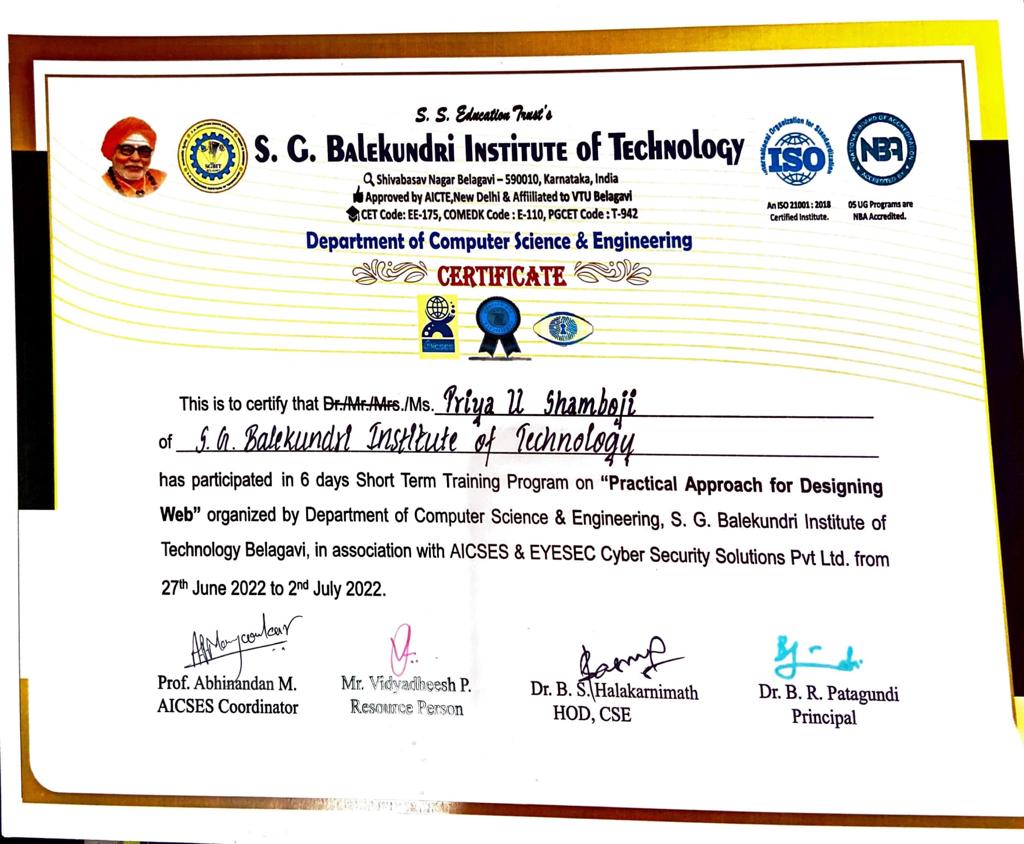 S. S. Education Trust's
S. G. Balekundri Institute of Technology
Shivabasav Nagar Belagavi – 590010, Karnataka, India
Approved by AICTE,New Delhi & Affiliated to VTU Belagavi
CET Code: EE-175, COMEDK Code : E-110, PGCET Code : T-942
International Organization for Standardization
ISO
An ISO 21001 : 2018
Certified Institute.
NATIONAL BOARD OF ACCREDITATION
NBA
ACCREDITED BY
05 UG Programs are
NBA Accredited.
Department of Computer Science & Engineering
CERTIFICATE
AICSES
This is to certify that Dr./Mr./Mrs./Ms. Priya U Shamboji
of S.G. Balekundri Institute of Technology
has participated in 6 days Short Term Training Program on “Practical Approach for Designing
Web” organized by Department of Computer Science & Engineering, S. G. Balekundri Institute of
Technology Belagavi, in association with AICSES & EYESEC Cyber Security Solutions Pvt Ltd. from
27th June 2022 to 2nd July 2022.
Prof. Abhinandan M.
AICSES Coordinator
Mr. Vidyadheesh P.
Resource Person
Dr. B. S. Halakarnimath
HOD, CSE
Dr. B. R. Patagundi
Principal